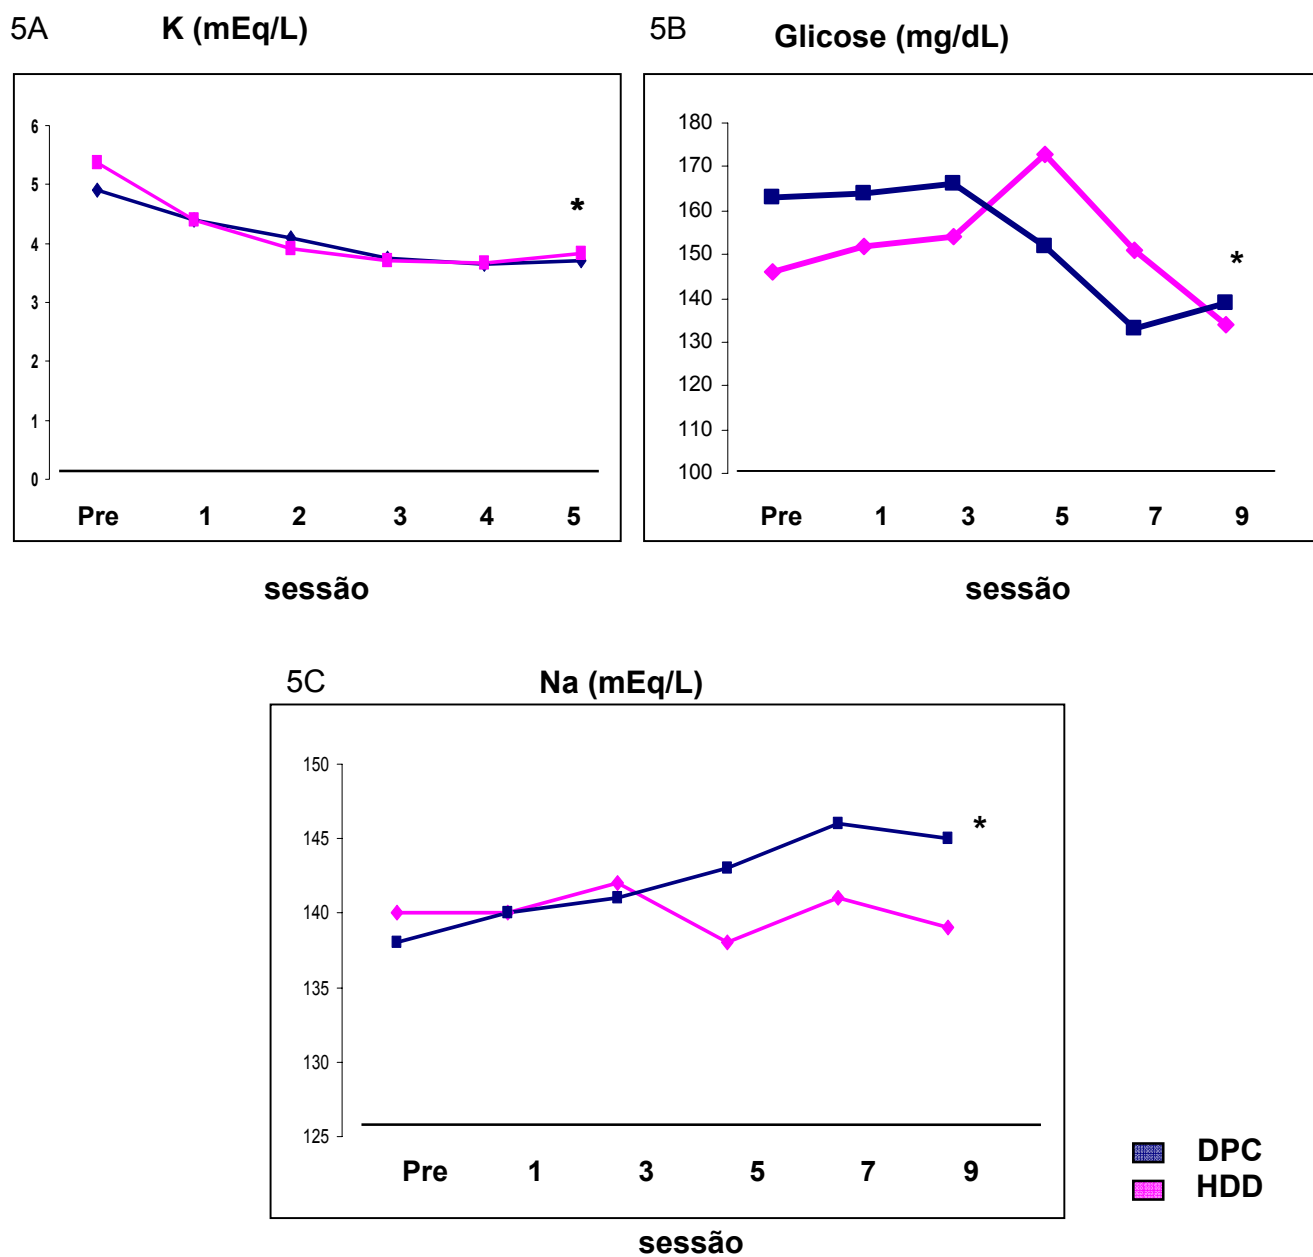 5A
K (mEq/L)
6
5
4
3
2
1
0
*
Pre 1 2 3 4 5
sessão
5B
Glicose (mg/dL)
180
170
160
150
140
130
120
110
100
*
Pre 1 3 5 7 9
sessão
5C
Na (mEq/L)
150
145
140
135
130
125
*
Pre 1 3 5 7 9
sessão
DPC
HDD